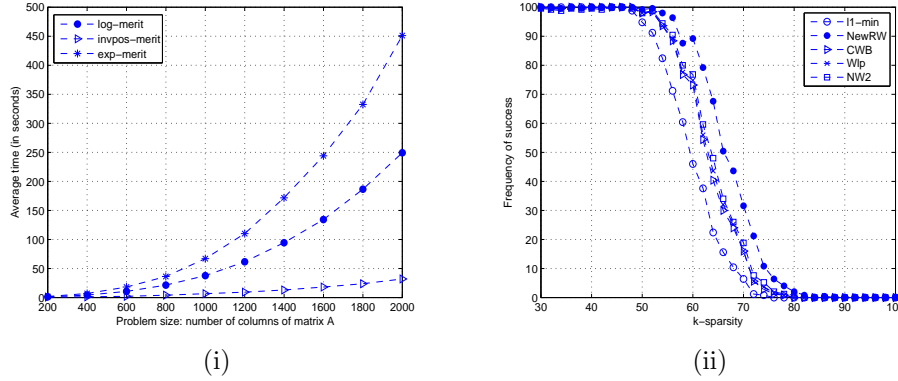 log−merit
invpos−merit
exp−merit
Average time (in seconds)
500
450
400
350
300
250
200
150
100
50
0
200 400 600 800 1000 1200 1400 1600 1800 2000
Problem size: number of columns of matrix A
(i)
l1−min
NewRW
CWB
Wlp
NW2
Frequency of success
100
90
80
70
60
50
40
30
20
10
0
30 40 50 60 70 80 90 100
k−sparsity
(ii)